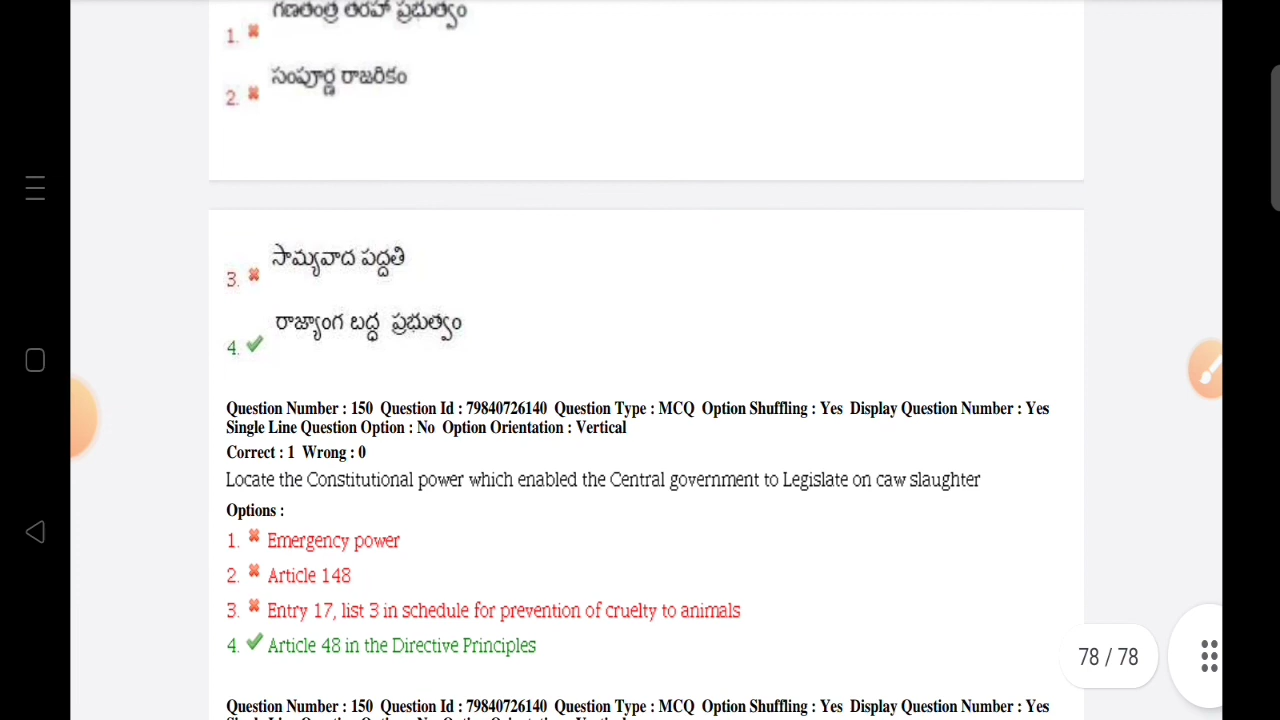 గణతంత్ర తరహా ప్రభుత్వం
1.
సంపూర్ణ రాజరికం
2.
సామ్యవాద పద్దతి
3.
రాజ్యాంగ బద్ధ ప్రభుత్వం
4.
Question Number : 150 Question Id : 79840726140 Question Type : MCQ Option Shuffling : Yes Display Question Number : Yes
Single Line Question Option : No Option Orientation : Vertical
Correct : 1 Wrong : 0
Locate the Constitutional power which enabled the Central government to Legislate on caw slaughter
Options :
1. Emergency power
2. Article 148
3. Entry 17, list 3 in schedule for prevention of cruelty to animals
4. Article 48 in the Directive Principles
78 / 78
Question Number : 150 Question Id : 79840726140 Question Type : MCQ Option Shuffling : Yes Display Question Number : Yes